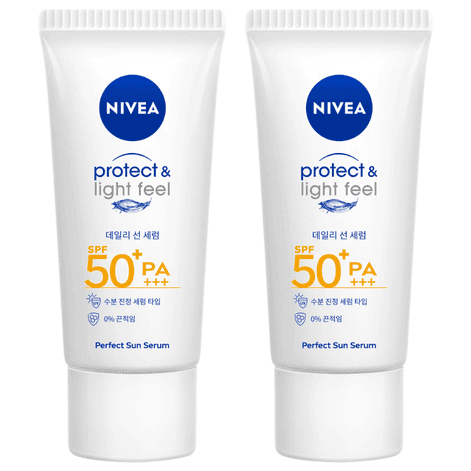 NIVEA
protect &
light feel
데일리 선 세럼
SPF
50+ PA
+++
수분 진정 세럼 타입
0% 끈적임
Perfect Sun Serum
NIVEA
protect &
light feel
데일리 선 세럼
SPF
50+ PA
+++
수분 진정 세럼 타입
0% 끈적임
Perfect Sun Serum